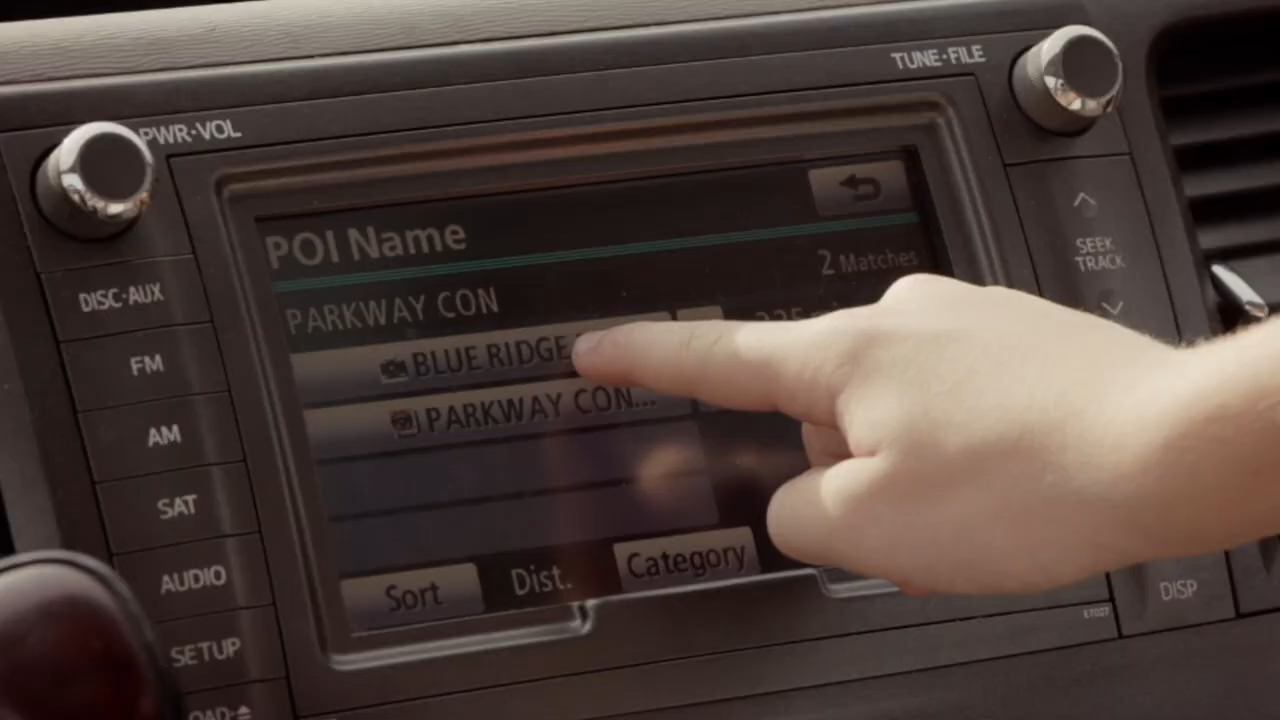 TUNE·FILE
PWR·VOL
POI Name
2 Matches
SEEK
TRACK
DISC·AUX
PARKWAY CON
BLUE RIDGE
FM
PARKWAY CON...
AM
SAT
AUDIO
Sort
Dist.
Category
DISP
E7007
SETUP